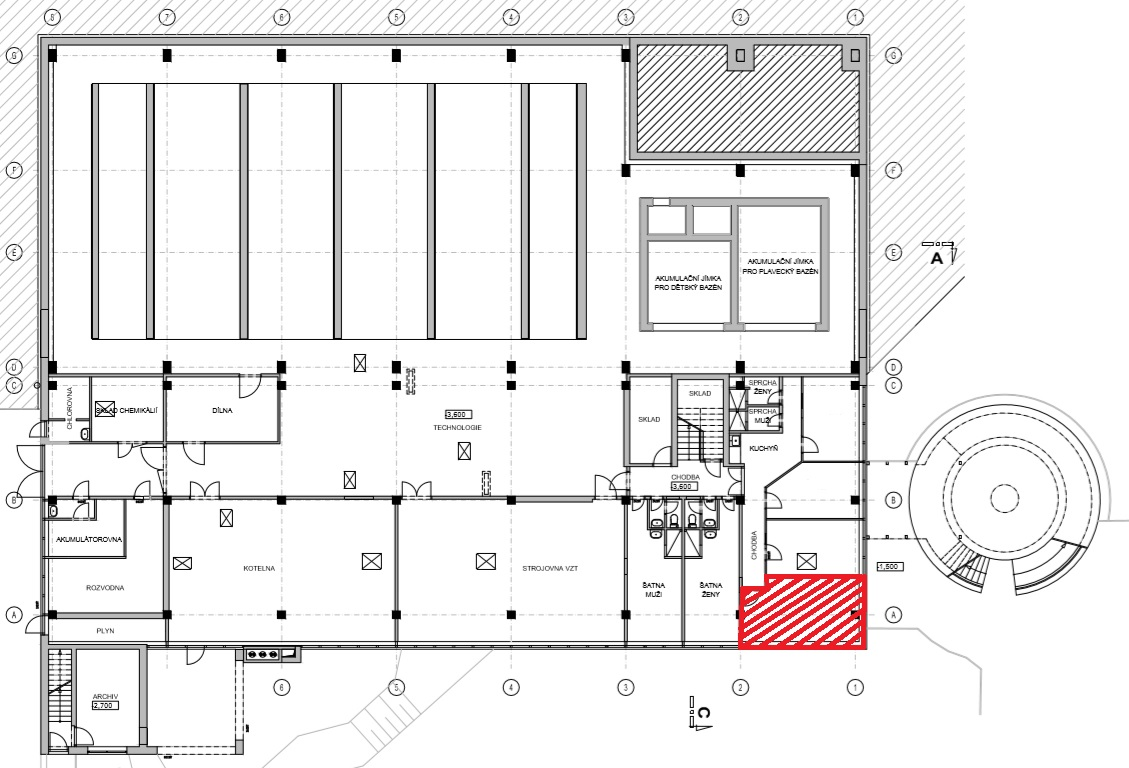 8 7 6 5 4 3 2 1
G G
F F
E E
A
AKUMULAČNÍ JÍMKA
PRO PLAVECKÝ BAZÉN
AKUMULAČNÍ JÍMKA
PRO DĚTSKÝ BAZÉN
D D
C C
CHLOROVNA
SKLAD CHEMIKÁLIÍ
DÍLNA
-3,600
TECHNOLOGIE
SKLAD
SKLAD
SPRCHA
ŽENY
SPRCHA
MUŽI
KUCHYŇ
CHODBA
-3,600
B B
AKUMULÁTOROVNA
ROZVODNA
KOTELNA
STROJOVNA VZT
ŠATNA
MUŽI
ŠATNA
ŽENY
CHODBA
-1,500
A A
PLYN
ARCHIV
-2,700
6 5 4 3 2 1
C